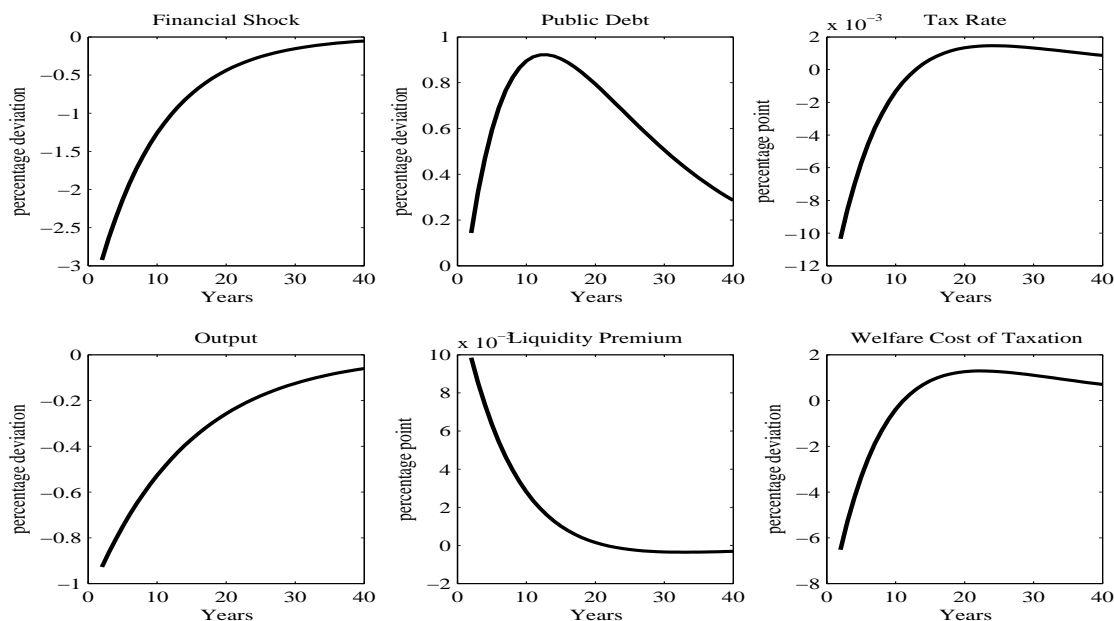 Financial Shock
percentage deviation
0
−0.5
−1
−1.5
−2
−2.5
−3
0 10 20 30 40
Years
Public Debt
percentage deviation
1
0.8
0.6
0.4
0.2
0
0 10 20 30 40
Years
Tax Rate
x 10⁻³
percentage point
2
0
−2
−4
−6
−8
−10
−12
0 10 20 30 40
Years
Output
percentage deviation
0
−0.2
−0.4
−0.6
−0.8
−1
0 10 20 30 40
Years
x 10 Liquidity Premium
percentage point
10
8
6
4
2
0
−2
0 10 20 30 40
Years
Welfare Cost of Taxation
percentage deviation
2
0
−2
−4
−6
−8
0 10 20 30 40
Years